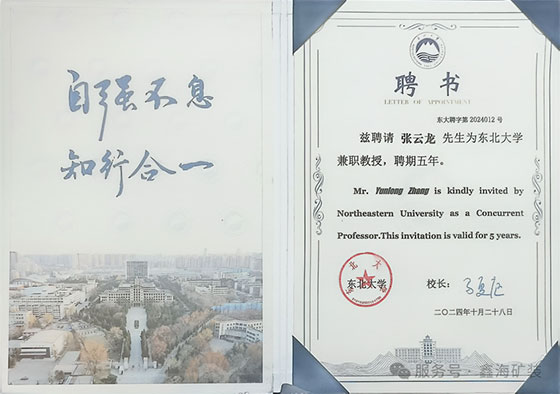 自强不息
知行合一
聘书
LETTER OF APPOINTMENT
东大聘字第 2024012 号
兹聘请 张云龙 先生为东北大学
兼职教授，聘期五年。
Mr. Yunlong Zhang is kindly invited by
Northeastern University as a Concurrent
Professor.This invitation is valid for 5 years.
东北大学
校长：
二〇二四年十月二十八日
服务号·鑫海矿装